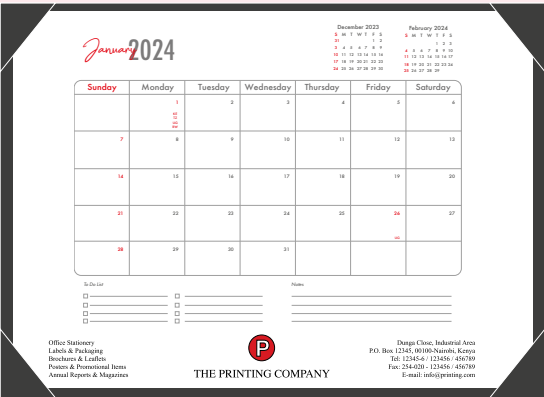 January 2024
December 2023
S M T W T F S
31 1 2
3 4 5 6 7 8 9
10 11 12 13 14 15 16
17 18 19 20 21 22 23
24 25 26 27 28 29 30
February 2024
S M T W T F S
1 2 3
4 5 6 7 8 9 10
11 12 13 14 15 16 17
18 19 20 21 22 23 24
25 26 27 28 29
Sunday Monday Tuesday Wednesday Thursday Friday Saturday
1 2 3 4 5 6
7 8 9 10 11 12 13
14 15 16 17 18 19 20
21 22 23 24 25 26 27
28 29 30 31
To Do List
Notes
Office Stationery
Labels & Packaging
Brochures & Leaflets
Posters & Promotional Items
Annual Reports & Magazines
P
THE PRINTING COMPANY
Dunga Close, Industrial Area
P.O. Box 12345, 00100-Nairobi, Kenya
Tel: 12345-6 / 123456 / 456789
Fax: 254-020 - 123456 / 456789
E-mail: info@printing.com